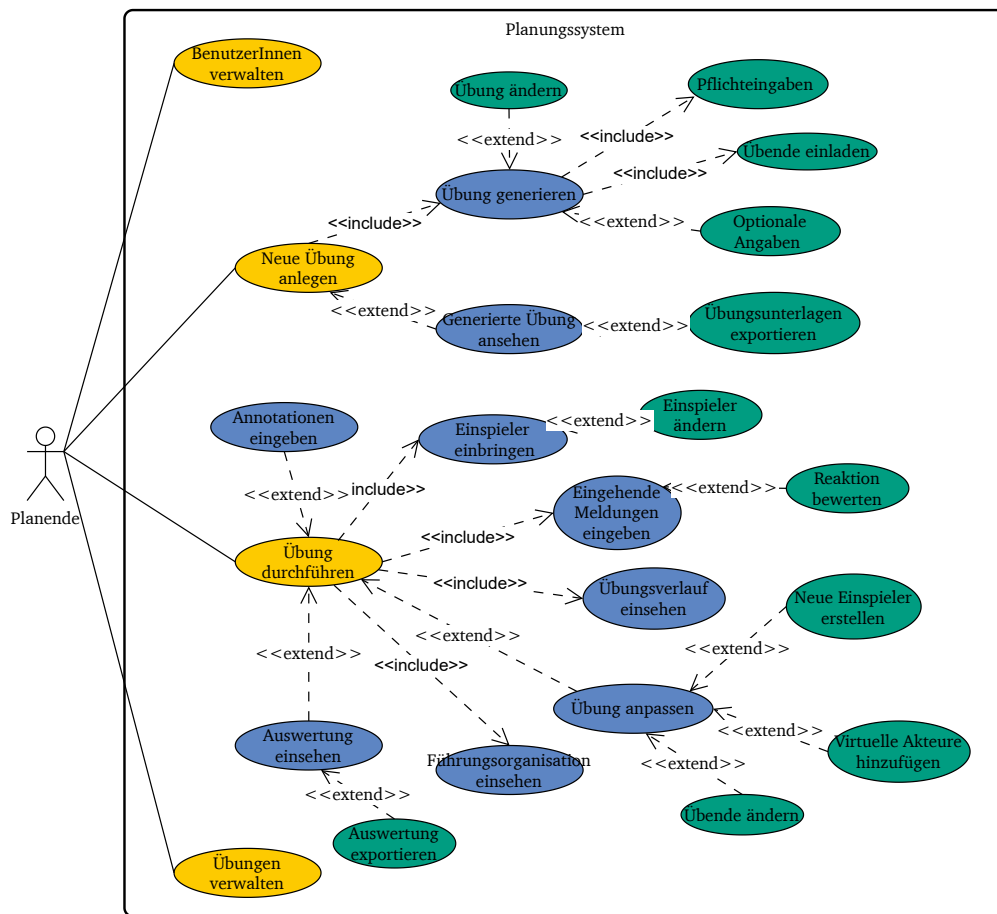 Planungssystem
BenutzerInnen
verwalten
Übung ändern
Pflichteingaben
<<extend>>
<<include>>
Übende einladen
<<include>>
Übung generieren
<<include>>
<<extend>>
Optionale
Angaben
Neue Übung
anlegen
<<extend>>
Generierte Übung
ansehen
<<extend>>
Übungsunterlagen
exportieren
Annotationen
eingeben
Einspieler
einbringen
<<extend>>
Einspieler
ändern
<<extend>>
include>>
Eingehende
Meldungen
eingeben
<<extend>>
Reaktion
bewerten
Planende
Übung
durchführen
<<include>>
<<include>>
Übungsverlauf
einsehen
Neue Einspieler
erstellen
<<extend>>
<<extend>>
<<include>>
<<extend>>
Übung anpassen
<<extend>>
Virtuelle Akteure
hinzufügen
Auswertung
einsehen
Führungsorganisation
einsehen
<<extend>>
<<extend>>
Übende ändern
Auswertung
exportieren
Übungen
verwalten